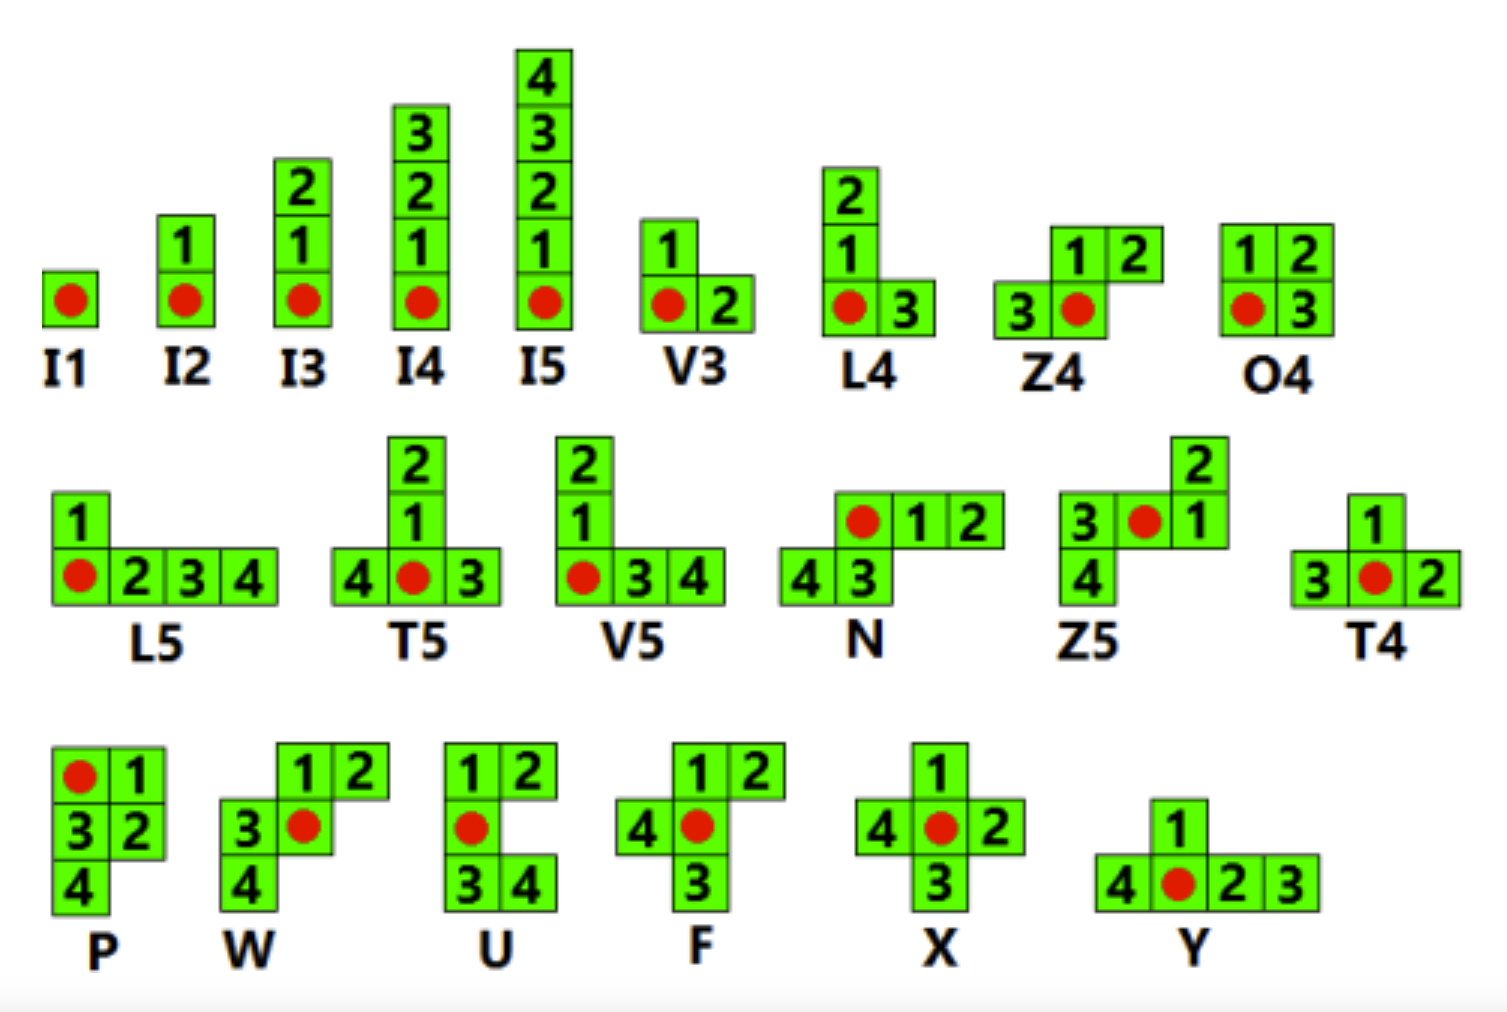 4
3 3
2 2 2
1 1 1 1
2
1
1 2
1 2
3
1 2
3
3
I1 I2 I3 I4 I5 V3 L4 Z4 O4
2 2 2
1 1 1 1 2 3 1 1
2 3 4 4 3 3 4 4 3 4 3 2
L5 T5 V5 N Z5 T4
1 1 2 1 2 1 2 1
3 2 3 4 4 2 1
4 4 3 4 3 3 4 2 3
P W U F X Y